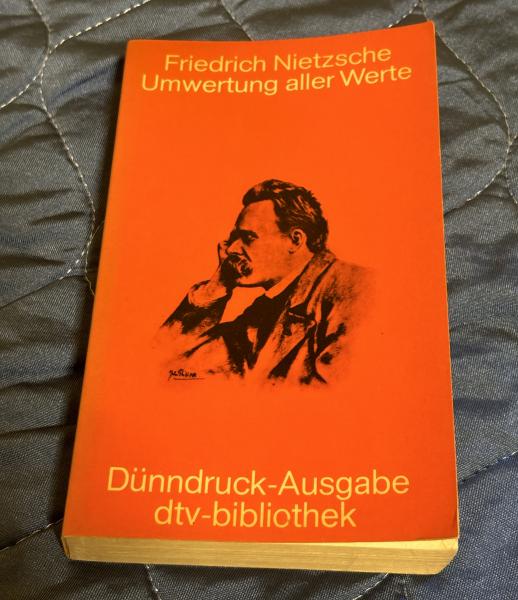 Friedrich Nietzsche
Umwertung aller Werte
Dünndruck-Ausgabe
dtv-bibliothek